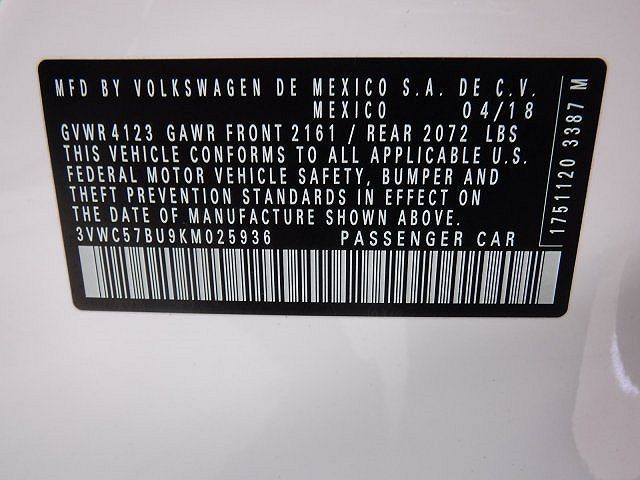 MFD BY VOLKSWAGEN DE MEXICO S.A. DE C.V.
MEXICO 04/18
GVWR 4123 GAWR FRONT 2161 / REAR 2072 LBS
THIS VEHICLE CONFORMS TO ALL APPLICABLE U.S.
FEDERAL MOTOR VEHICLE SAFETY, BUMPER AND
THEFT PREVENTION STANDARDS IN EFFECT ON
THE DATE OF MANUFACTURE SHOWN ABOVE.
3VWC57BU9KM025936 PASSENGER CAR
1751120 3387 M